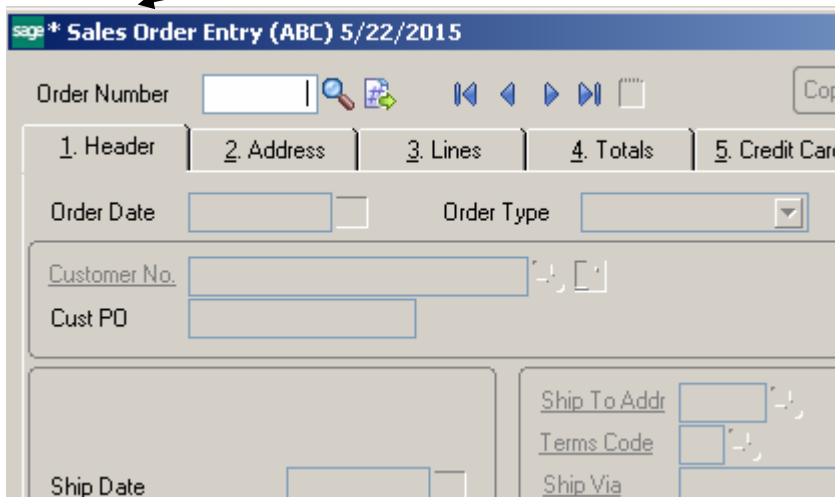 sage * Sales Order Entry (ABC) 5/22/2015
Order Number Cop
1. Header 2. Address 3. Lines 4. Totals 5. Credit Car
Order Date Order Type
Customer No.
Cust PO
Ship To Addr
Terms Code
Ship Date Ship Via